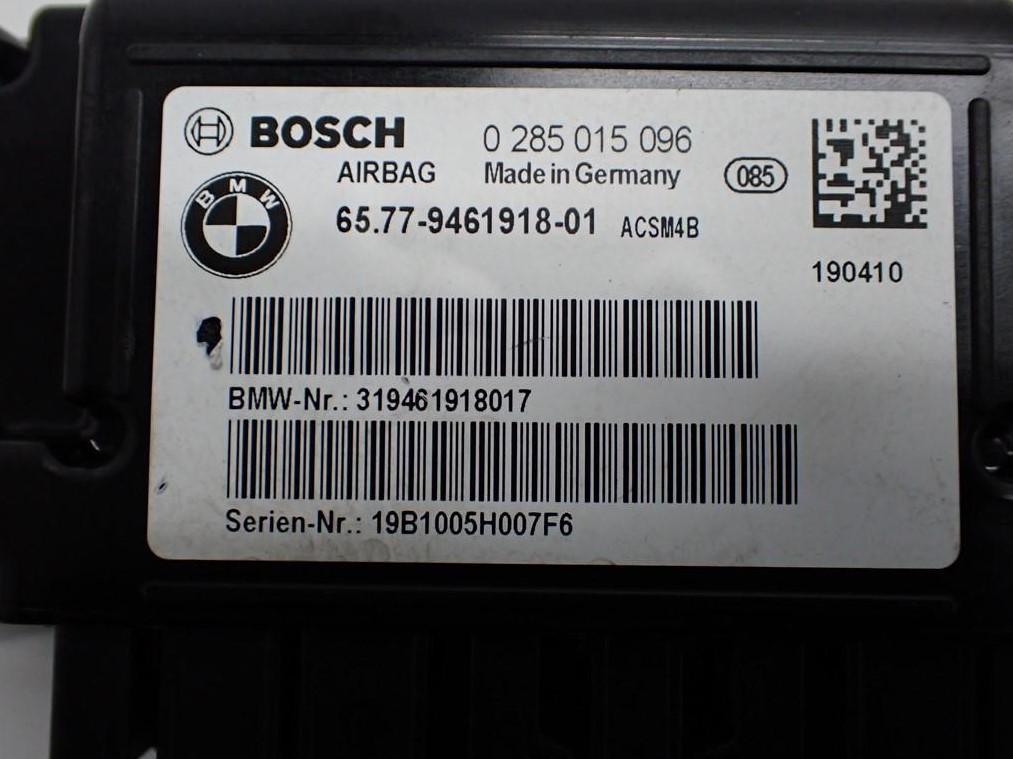 BOSCH 0 285 015 096
AIRBAG Made in Germany 085
BMW 65.77-9461918-01 ACSM4B
190410
BMW-Nr.: 319461918017
Serien-Nr.: 19B1005H007F6